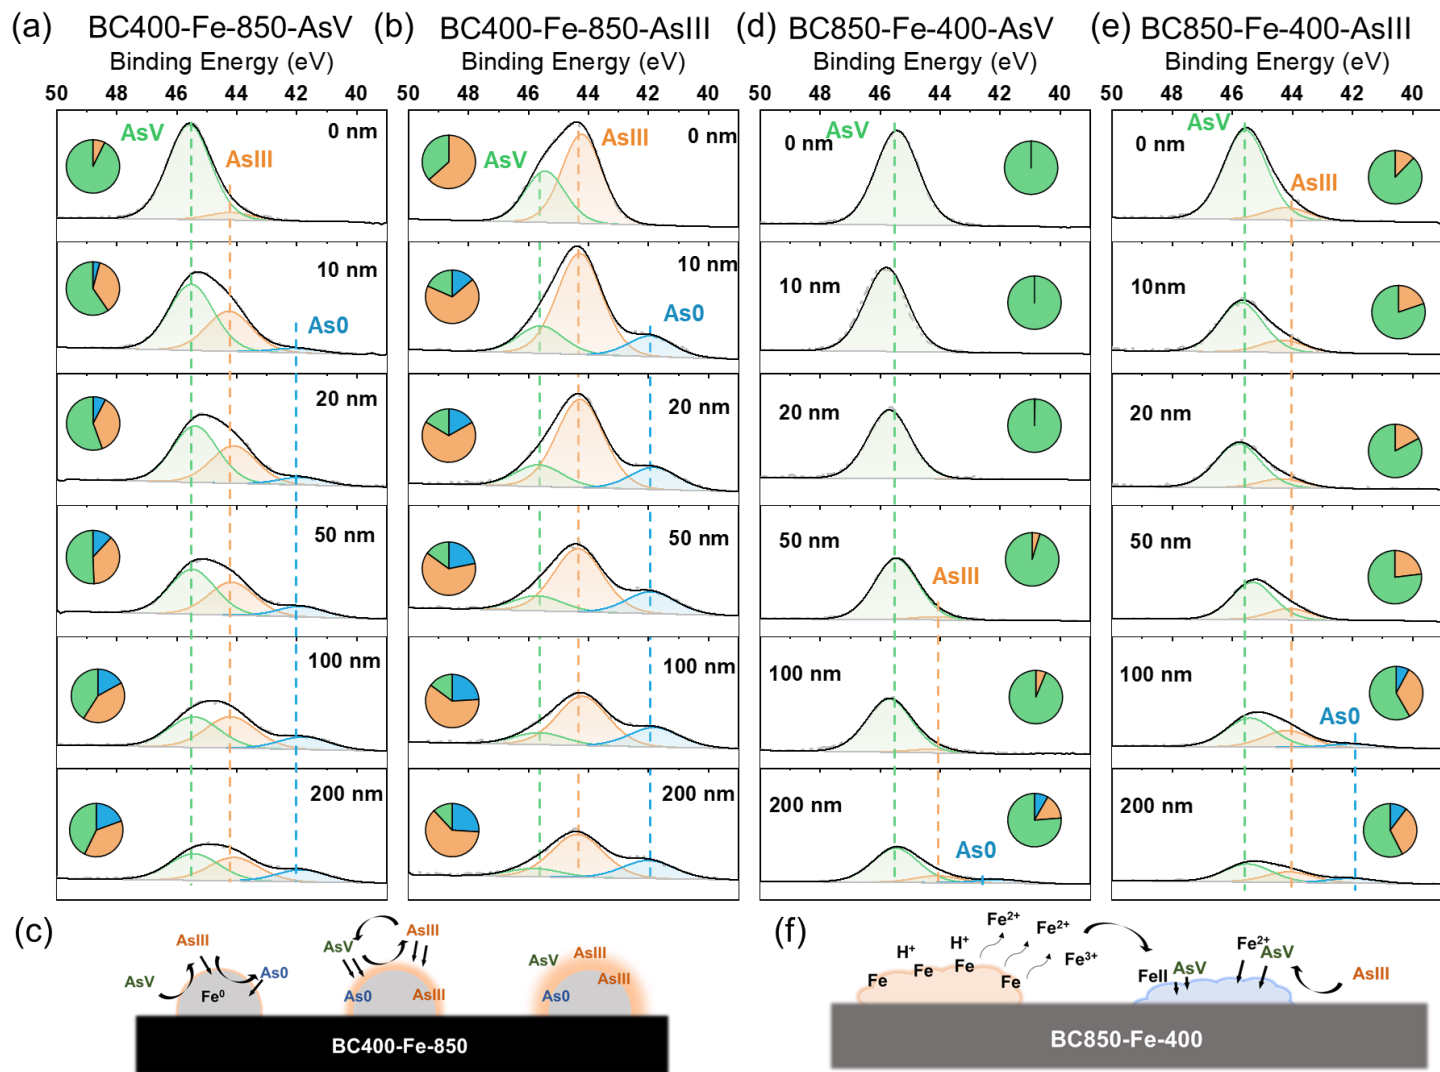 (a) BC400-Fe-850-AsV
Binding Energy (eV)
50 48 46 44 42 40
AsV
0 nm
AsIII
10 nm
As0
20 nm
50 nm
100 nm
200 nm
(b) BC400-Fe-850-AsIII
Binding Energy (eV)
50 48 46 44 42 40
0 nm
AsIII
AsV
10 nm
As0
20 nm
50 nm
100 nm
200 nm
(d) BC850-Fe-400-AsV
Binding Energy (eV)
50 48 46 44 42 40
AsV
0 nm
10 nm
20 nm
50 nm
AsIII
100 nm
200 nm
As0
(e) BC850-Fe-400-AsIII
Binding Energy (eV)
50 48 46 44 42 40
AsV
0 nm
AsIII
10nm
20 nm
50 nm
100 nm
As0
200 nm
(c)
AsIII
AsV
As0
Fe⁰
AsIII
AsV
As0
AsIII
AsIII
AsV
AsIII
As0
BC400-Fe-850
(f)
Fe²⁺
Fe²⁺
H⁺
H⁺
Fe³⁺
Fe
Fe
Fe
Fe
Fe²⁺
AsV
AsV
FeII
AsIII
BC850-Fe-400